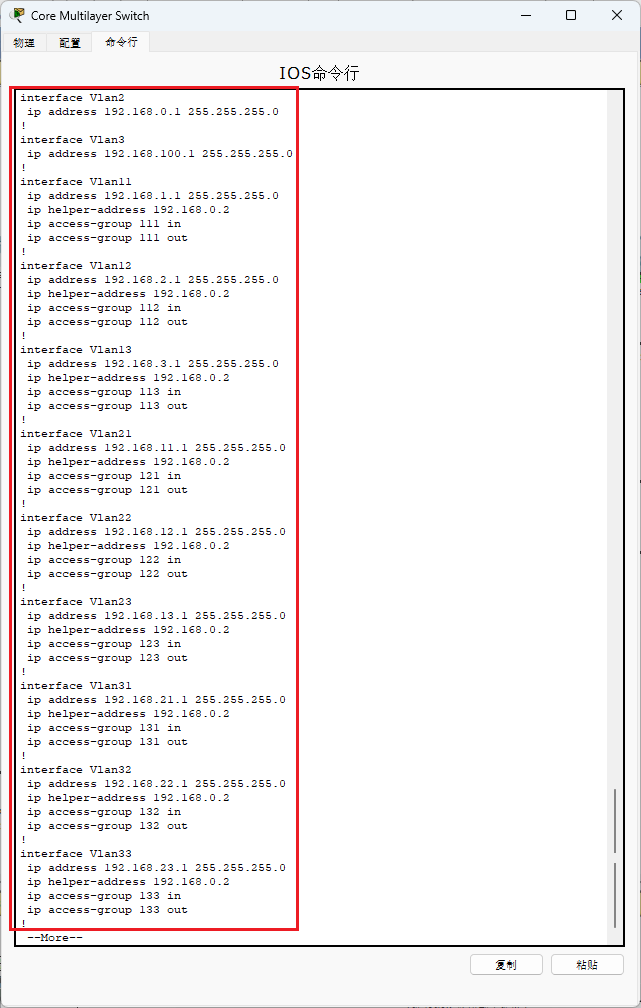 Core Multilayer Switch
物理 配置 命令行
IOS命令行
interface Vlan2
ip address 192.168.0.1 255.255.255.0
!
interface Vlan3
ip address 192.168.100.1 255.255.255.0
!
interface Vlan11
ip address 192.168.1.1 255.255.255.0
ip helper-address 192.168.0.2
ip access-group 111 in
ip access-group 111 out
!
interface Vlan12
ip address 192.168.2.1 255.255.255.0
ip helper-address 192.168.0.2
ip access-group 112 in
ip access-group 112 out
!
interface Vlan13
ip address 192.168.3.1 255.255.255.0
ip helper-address 192.168.0.2
ip access-group 113 in
ip access-group 113 out
!
interface Vlan21
ip address 192.168.11.1 255.255.255.0
ip helper-address 192.168.0.2
ip access-group 121 in
ip access-group 121 out
!
interface Vlan22
ip address 192.168.12.1 255.255.255.0
ip helper-address 192.168.0.2
ip access-group 122 in
ip access-group 122 out
!
interface Vlan23
ip address 192.168.13.1 255.255.255.0
ip helper-address 192.168.0.2
ip access-group 123 in
ip access-group 123 out
!
interface Vlan31
ip address 192.168.21.1 255.255.255.0
ip helper-address 192.168.0.2
ip access-group 131 in
ip access-group 131 out
!
interface Vlan32
ip address 192.168.22.1 255.255.255.0
ip helper-address 192.168.0.2
ip access-group 132 in
ip access-group 132 out
!
interface Vlan33
ip address 192.168.23.1 255.255.255.0
ip helper-address 192.168.0.2
ip access-group 133 in
ip access-group 133 out
!
--More--
复制 粘贴